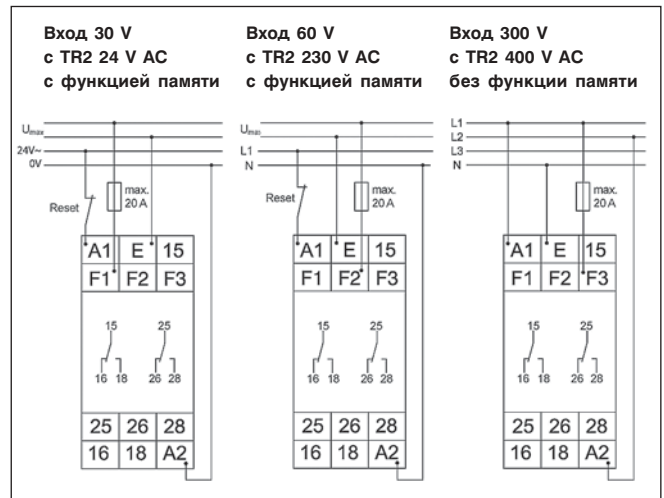 Вход 30 V
с TR2 24 V AC
с функцией памяти
Umax
24V~
0V
Reset
max.
20 A
A1 E 15
F1 F2 F3
15 25
16 18 26 28
25 26 28
16 18 A2
Вход 60 V
с TR2 230 V AC
с функцией памяти
Umax
L1
N
Reset
max.
20 A
A1 E 15
F1 F2 F3
15 25
16 18 26 28
25 26 28
16 18 A2
Вход 300 V
с TR2 400 V AC
без функции памяти
L1
L2
L3
N
max.
20 A
A1 E 15
F1 F2 F3
15 25
16 18 26 28
25 26 28
16 18 A2